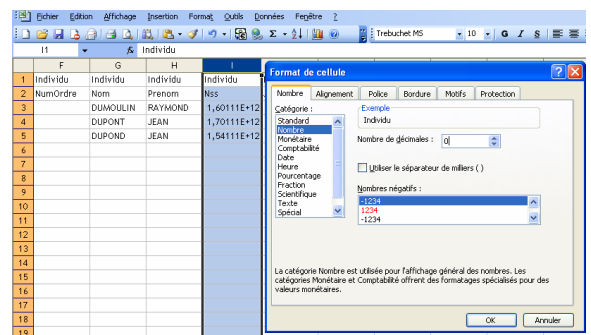 Fichier Edition Affichage Insertion Format Outils Données Fenêtre ?
Trebuchet MS 10 G I S
I1 fx Individu
F G H I
1 Individu Individu Individu Individu
2 NumOrdre Nom Prenom Nss
3 DUMOULIN RAYMOND 1,60111E+12
4 DUPONT JEAN 1,70111E+12
5 DUPOND JEAN 1,54111E+12
6
7
8
9
10
11
12
13
14
15
16
17
18
19
Format de cellule
Nombre Alignement Police Bordure Motifs Protection
Catégorie :
Standard
Nombre
Monétaire
Comptabilité
Date
Heure
Pourcentage
Fraction
Scientifique
Texte
Spécial
Exemple
Individu
Nombre de décimales : 0
Utiliser le séparateur de milliers ( )
Nombres négatifs :
-1234
1234
-1234
La catégorie Nombre est utilisée pour l'affichage général des nombres. Les
catégories Monétaire et Comptabilité offrent des formatages spécialisés pour des
valeurs monétaires.
OK Annuler